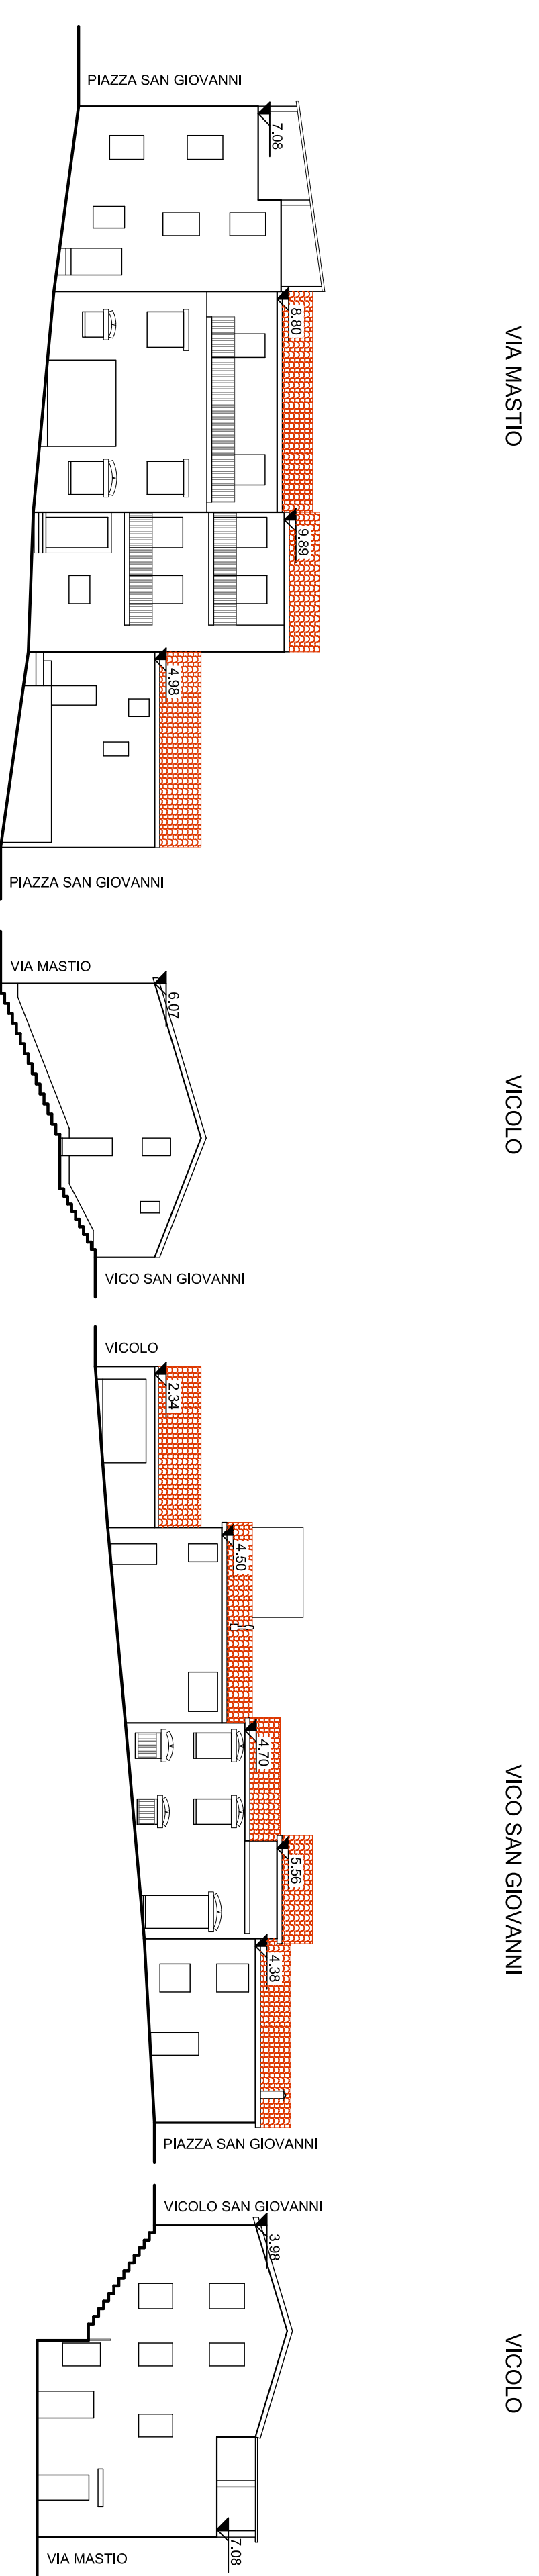 VIA MASTIO
PIAZZA SAN GIOVANNI
7.08
8.80
9.89
4.98
PIAZZA SAN GIOVANNI
VICOLO
VIA MASTIO
6.07
VICO SAN GIOVANNI
VICO SAN GIOVANNI
VICOLO
2.34
4.50
4.70
5.56
4.38
PIAZZA SAN GIOVANNI
VICOLO
VICOLO SAN GIOVANNI
3.98
7.08
VIA MASTIO